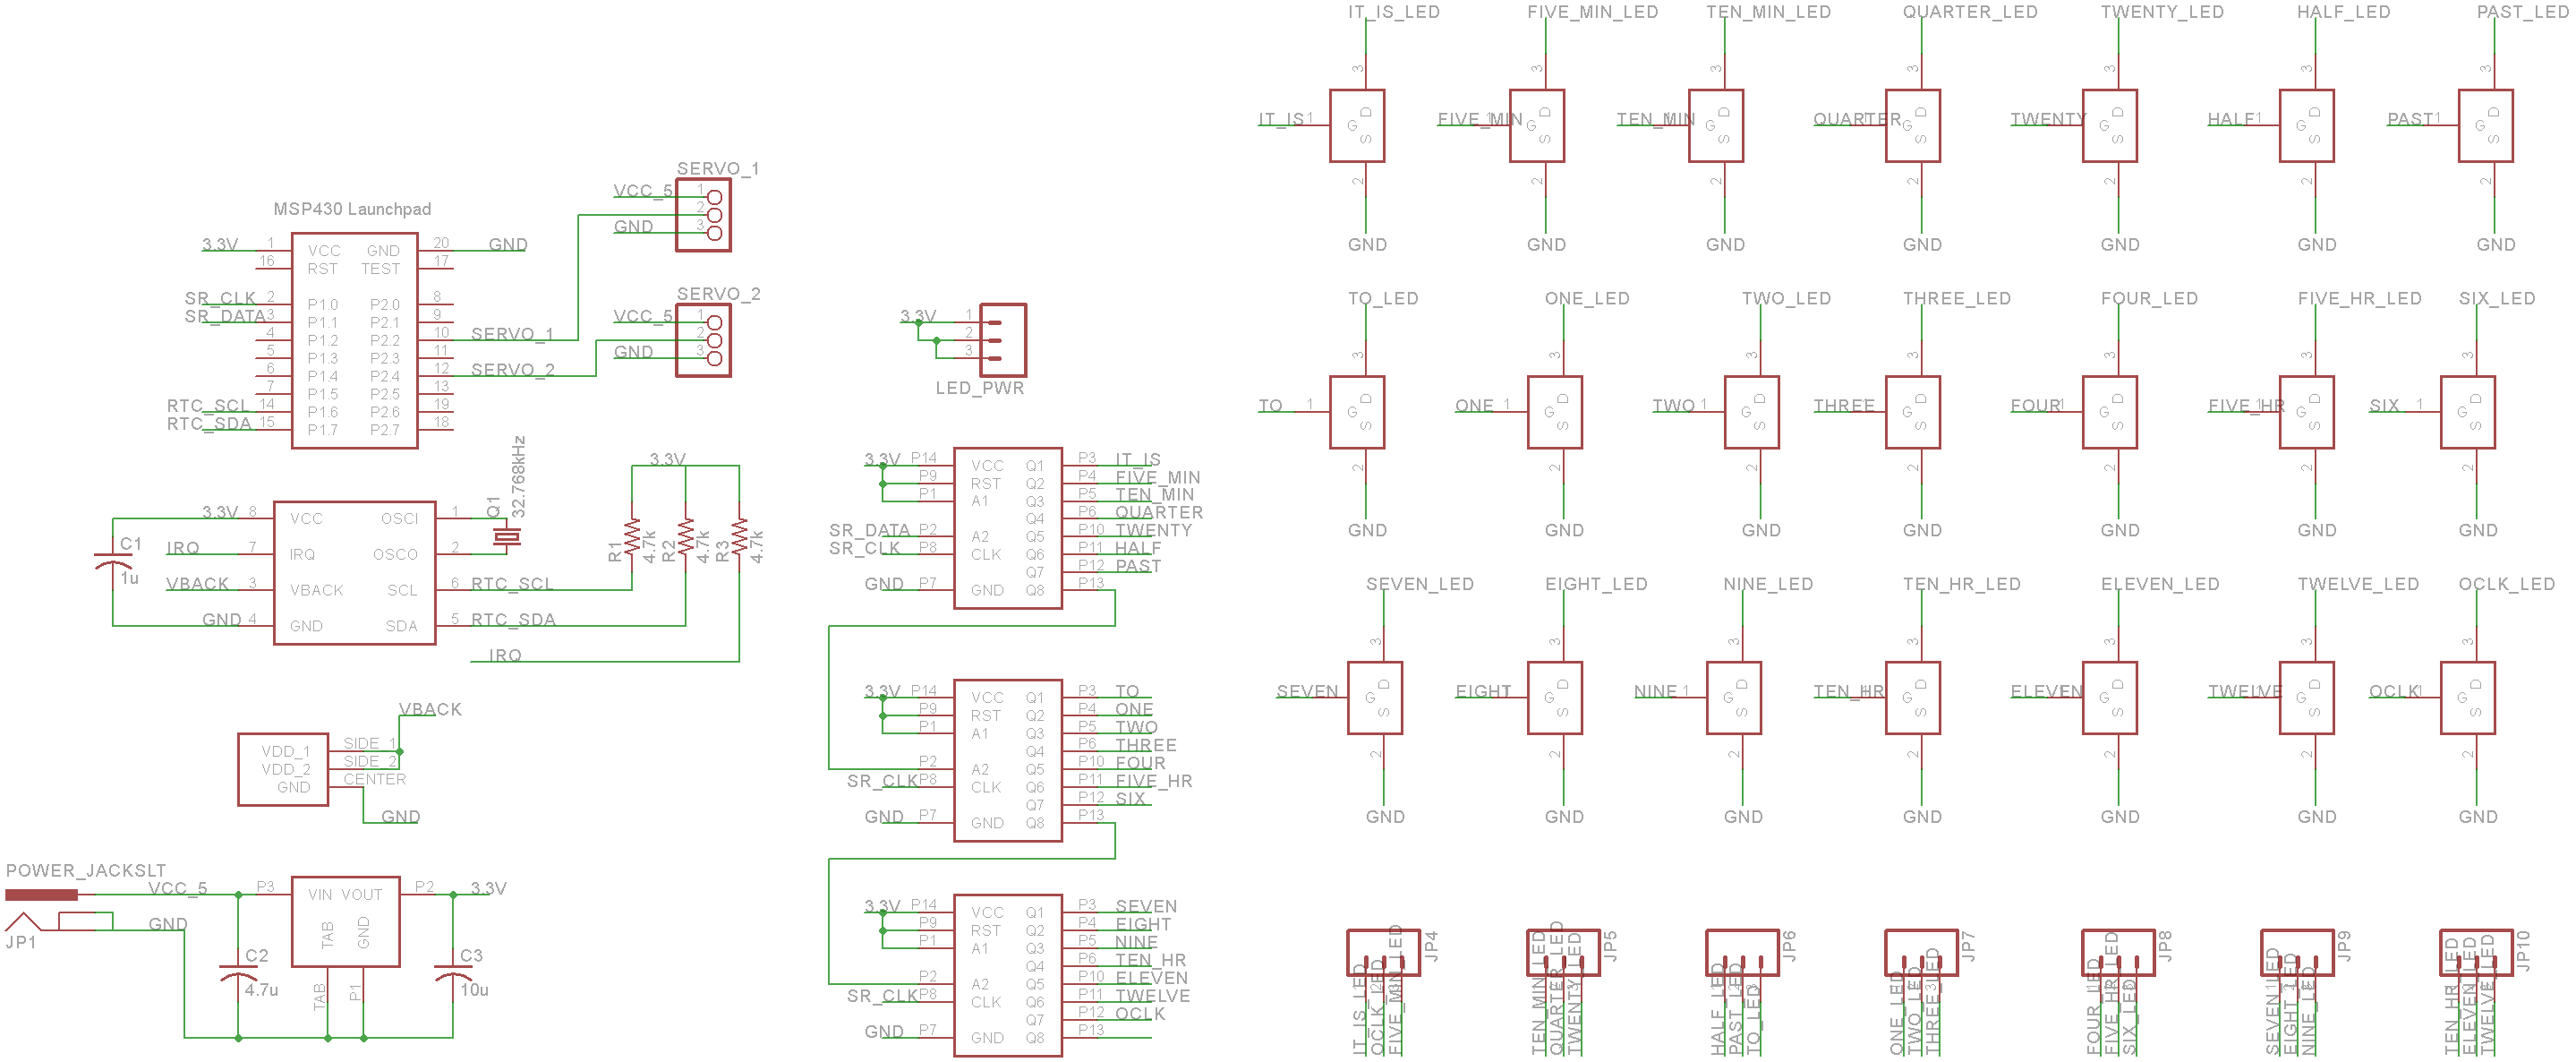 MSP430 Launchpad
3.3V 1 VCC GND 20 GND
16 RST TEST 17
SR_CLK 2 P1.0 P2.0 8
SR_DATA 3 P1.1 P2.1 9
4 P1.2 P2.2 10 SERVO_1
5 P1.3 P2.3 11
6 P1.4 P2.4 12 SERVO_2
7 P1.5 P2.5 13
RTC_SCL 14 P1.6 P2.6 19
RTC_SDA 15 P1.7 P2.7 18
SERVO_1
VCC_5 1
2
GND 3
SERVO_2
VCC_5 1
2
GND 3
3.3V 8 VCC OSCI 1
IRQ 7 IRQ OSCO 2
VBACK 3 VBACK SCL 6 RTC_SCL
GND 4 GND SDA 5 RTC_SDA
IRQ
C1
1u
Q1
32.768kHz
3.3V
R1 4.7k
R2 4.7k
R3 4.7k
VBACK
VDD_1 SIDE_1
VDD_2 SIDE_2
GND CENTER
GND
POWER_JACKSLT
VCC_5 P3 VIN VOUT P2 3.3V
GND
JP1
TAB GND
TAB P1
C2
4.7u
C3
10u
3.3V 1
2
3
LED_PWR
3.3V P14 VCC Q1 P3 IT_IS
P9 RST Q2 P4 FIVE_MIN
P1 A1 Q3 P5 TEN_MIN
Q4 P6 QUARTER
SR_DATA P2 A2 Q5 P10 TWENTY
SR_CLK P8 CLK Q6 P11 HALF
Q7 P12 PAST
GND P7 GND Q8 P13
3.3V P14 VCC Q1 P3 TO
P9 RST Q2 P4 ONE
P1 A1 Q3 P5 TWO
Q4 P6 THREE
P2 A2 Q5 P10 FOUR
SR_CLK P8 CLK Q6 P11 FIVE_HR
Q7 P12 SIX
GND P7 GND Q8 P13
3.3V P14 VCC Q1 P3 SEVEN
P9 RST Q2 P4 EIGHT
P1 A1 Q3 P5 NINE
Q4 P6 TEN_HR
P2 A2 Q5 P10 ELEVEN
SR_CLK P8 CLK Q6 P11 TWELVE
Q7 P12 OCLK
GND P7 GND Q8 P13
IT_IS_LED FIVE_MIN_LED TEN_MIN_LED QUARTER_LED TWENTY_LED HALF_LED PAST_LED
3 3 3 3 3 3 3
D D D D D D D
IT_IS 1 G FIVE_MIN 1 G TEN_MIN 1 G QUARTER 1 G TWENTY G HALF 1 G PAST 1 G
S S S S S S S
2 2 2 2 2 2 2
GND GND GND GND GND GND GND
TO_LED ONE_LED TWO_LED THREE_LED FOUR_LED FIVE_HR_LED SIX_LED
3 3 3 3 3 3 3
D D D D D D D
TO 1 G ONE 1 G TWO 1 G THREE G FOUR 1 G FIVE_HR 1 G SIX 1 G
S S S S S S S
2 2 2 2 2 2 2
GND GND GND GND GND GND GND
SEVEN_LED EIGHT_LED NINE_LED TEN_HR_LED ELEVEN_LED TWELVE_LED OCLK_LED
3 3 3 3 3 3 3
D D D D D D D
SEVEN G EIGHT 1 G NINE 1 G TEN_HR 1 G ELEVEN G TWELVE G OCLK 1 G
S S S S S S S
2 2 2 2 2 2 2
GND GND GND GND GND GND GND
JP4
IT_IS_LED
OCLK_LED
FIVE_MIN_LED
JP5
TEN_MIN_LED
QUARTER_LED
TWENTY_LED
JP6
HALF_LED
PAST_LED
TO_LED
JP7
ONE_LED
TWO_LED
THREE_LED
JP8
FOUR_LED
FIVE_HR_LED
SIX_LED
JP9
SEVEN_LED
EIGHT_LED
NINE_LED
JP10
TEN_HR_LED
ELEVEN_LED
TWELVE_LED